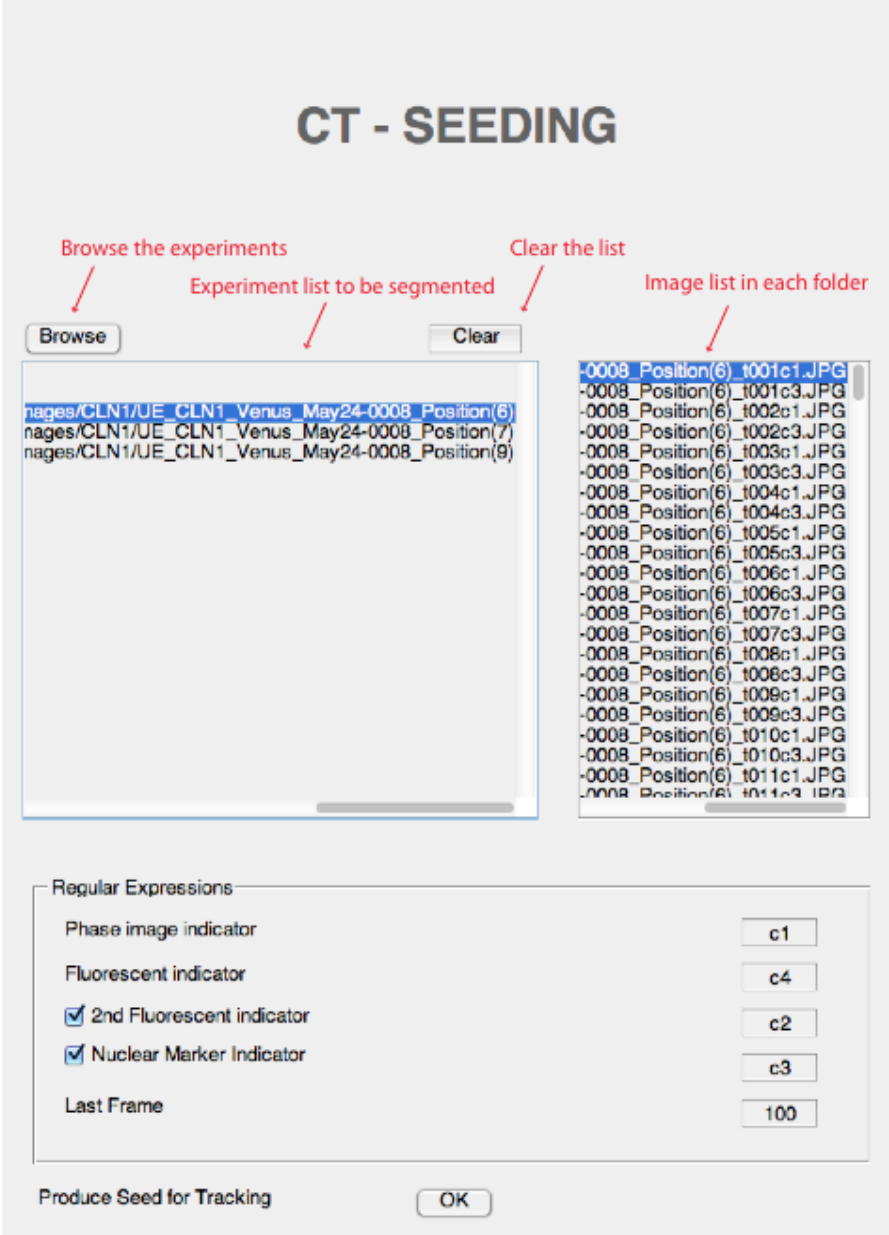 CT - SEEDING
Browse the experiments
Clear the list
Experiment list to be segmented
Image list in each folder
Browse
Clear
nages/CLN1/UE_CLN1_Venus_May24-0008_Position(6)
nages/CLN1/UE_CLN1_Venus_May24-0008_Position(7)
nages/CLN1/UE_CLN1_Venus_May24-0008_Position(9)
-0008_Position(6)_t001c1.JPG
-0008_Position(6)_t001c3.JPG
-0008_Position(6)_t002c1.JPG
-0008_Position(6)_t002c3.JPG
-0008_Position(6)_t003c1.JPG
-0008_Position(6)_t003c3.JPG
-0008_Position(6)_t004c1.JPG
-0008_Position(6)_t004c3.JPG
-0008_Position(6)_t005c1.JPG
-0008_Position(6)_t005c3.JPG
-0008_Position(6)_t006c1.JPG
-0008_Position(6)_t006c3.JPG
-0008_Position(6)_t007c1.JPG
-0008_Position(6)_t007c3.JPG
-0008_Position(6)_t008c1.JPG
-0008_Position(6)_t008c3.JPG
-0008_Position(6)_t009c1.JPG
-0008_Position(6)_t009c3.JPG
-0008_Position(6)_t010c1.JPG
-0008_Position(6)_t010c3.JPG
-0008_Position(6)_t011c1.JPG
-0008_Position(6)_t011c3.JPG
Regular Expressions
Phase image indicator c1
Fluorescent indicator c4
2nd Fluorescent indicator c2
Nuclear Marker Indicator c3
Last Frame 100
Produce Seed for Tracking OK